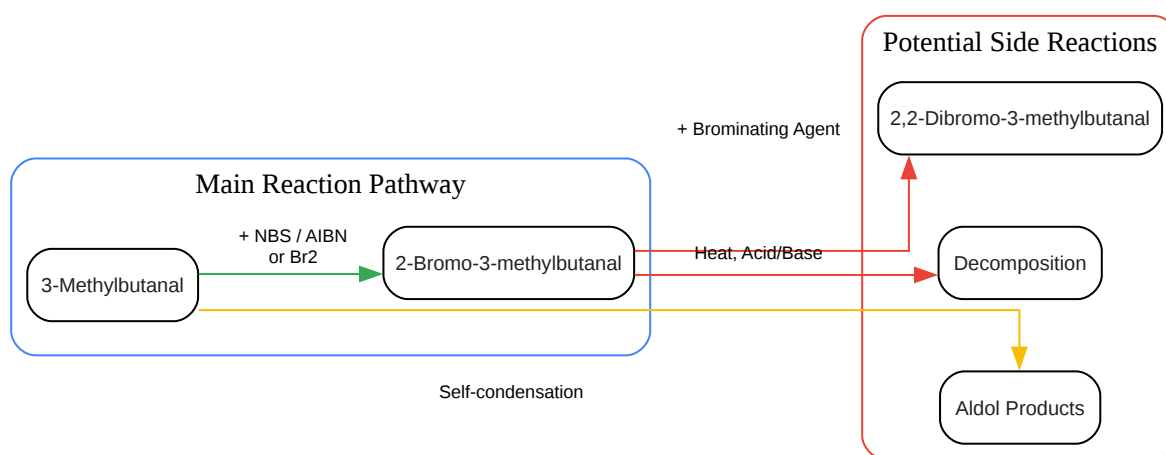 Potential Side Reactions
2,2-Dibromo-3-methylbutanal
+ Brominating Agent
Main Reaction Pathway
+ NBS / AIBN
or Br2
2-Bromo-3-methylbutanal
Heat, Acid/Base
Decomposition
3-Methylbutanal
Self-condensation
Aldol Products